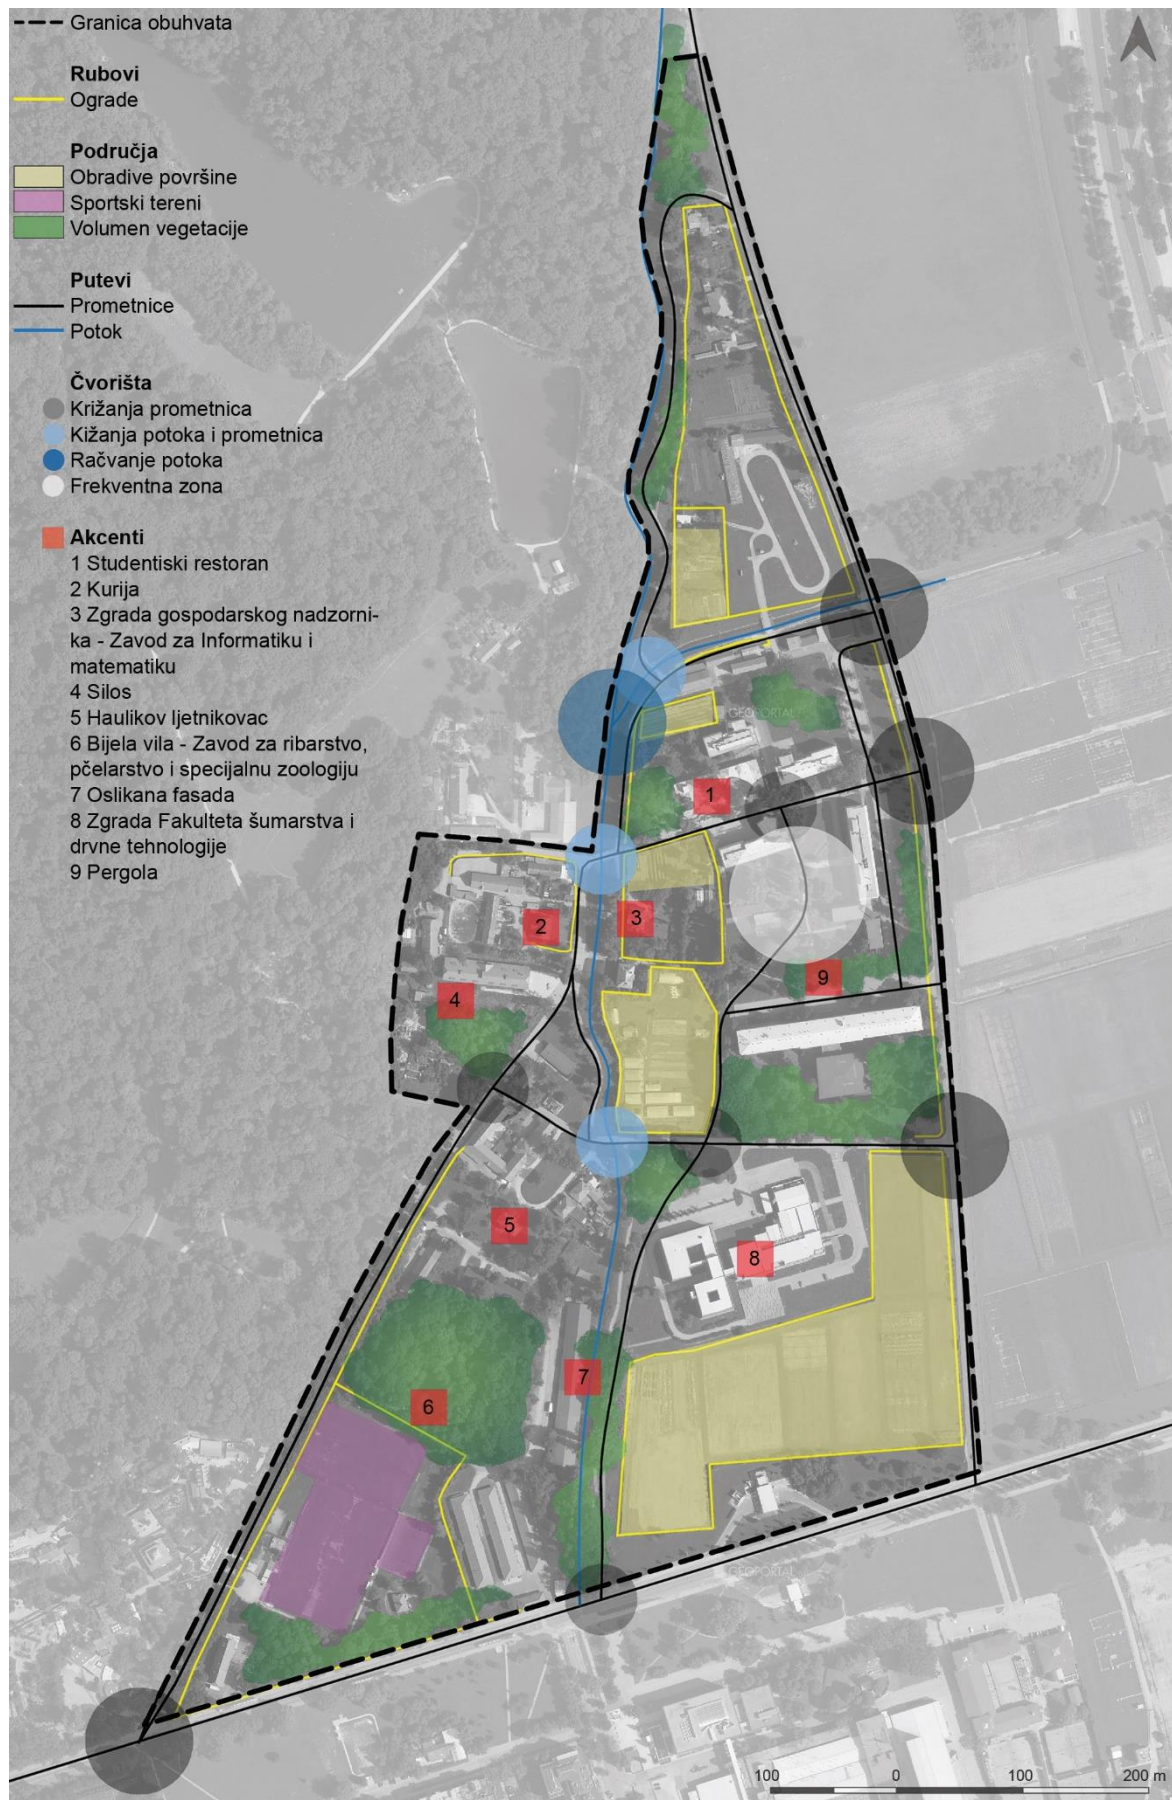 Granica obuhvata
Rubovi
Ograde
Područja
Obradive površine
Sportski tereni
Volumen vegetacije
Putevi
Prometnice
Potok
Čvorišta
Križanja prometnica
Kižanja potoka i prometnica
Račvanje potoka
Frekventna zona
Akcenti
1 Studentiski restoran
2 Kurija
3 Zgrada gospodarskog nadzorni-
ka - Zavod za Informatiku i
matematiku
4 Silos
5 Haulikov ljetnikovac
6 Bijela vila - Zavod za ribarstvo,
pčelarstvo i specijalnu zoologiju
7 Oslikana fasada
8 Zgrada Fakulteta šumarstva i
drvne tehnologije
9 Pergola
GEOPORTAL
1
2
3
9
4
5
8
7
6
GEOPORTAL
100 0 100 200 m